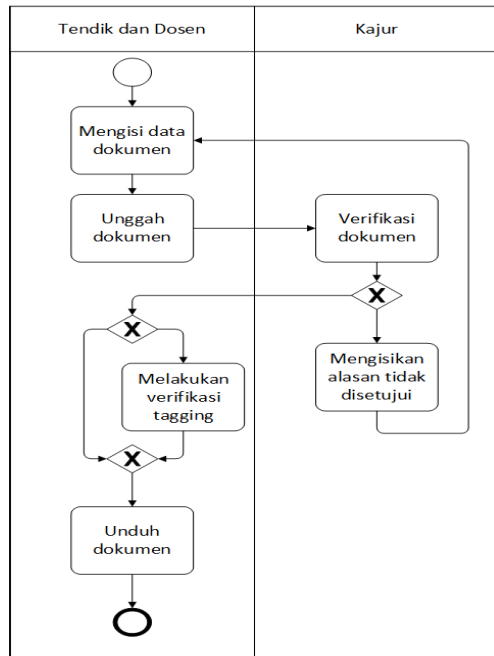 Tendik dan Dosen
Kajur
Mengisi data
dokumen
Unggah
dokumen
Verifikasi
dokumen
X
X
Melakukan
verifikasi
tagging
Mengisikan
alasan tidak
disetujui
X
Unduh
dokumen